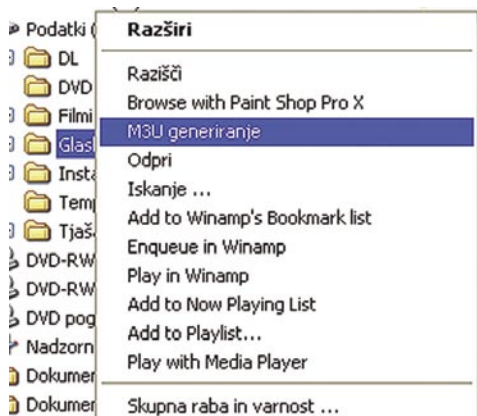 Podatki (
DL
DVD
Filmi
Glasl
Insta
Temp
Tjaš
DVD-RW
DVD-RW
DVD pog
Nadzorn
Dokumer
Dokumer
Razširi
Razišči
Browse with Paint Shop Pro X
M3U generiranje
Odpri
Iskanje ...
Add to Winamp's Bookmark list
Enqueue in Winamp
Play in Winamp
Add to Now Playing List
Add to Playlist...
Play with Media Player
Skupna raba in varnost ...